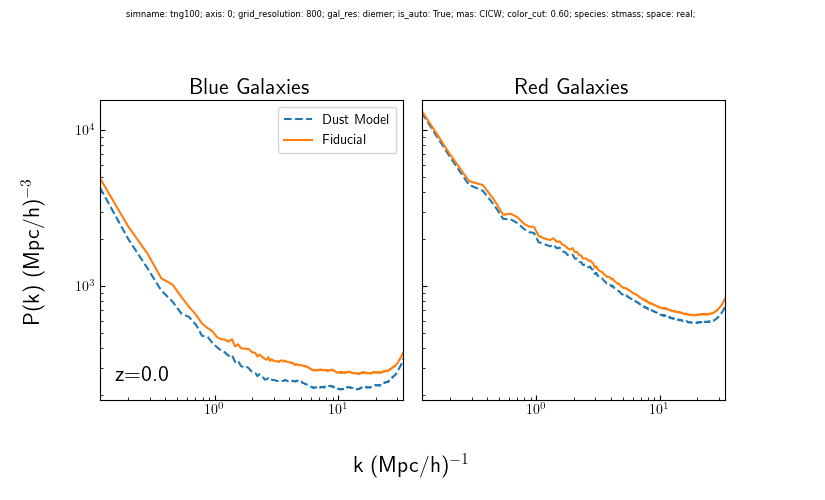 simname: tng100; axis: 0; grid_resolution: 800; gal_res: diemer; is_auto: True; mas: CICW; color_cut: 0.60; species: stmass; space: real;
Blue Galaxies
Red Galaxies
Dust Model
Fiducial
10^4
10^3
P(k) (Mpc/h)^{-3}
z=0.0
10^0
10^1
10^0
10^1
k (Mpc/h)^{-1}